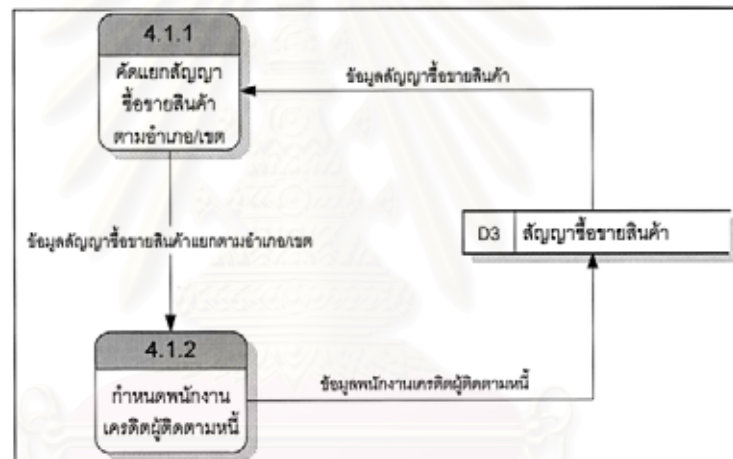 4.1.1
คัดแยกสัญญา
ซื้อขายสินค้า
ตามอำเภอ/เขต
ข้อมูลสัญญาซื้อขายสินค้า
ข้อมูลสัญญาซื้อขายสินค้าแยกตามอำเภอ/เขต
D3 สัญญาซื้อขายสินค้า
4.1.2
กำหนดพนักงาน
เครดิตผู้ติดตามหนี้
ข้อมูลพนักงานเครดิตผู้ติดตามหนี้